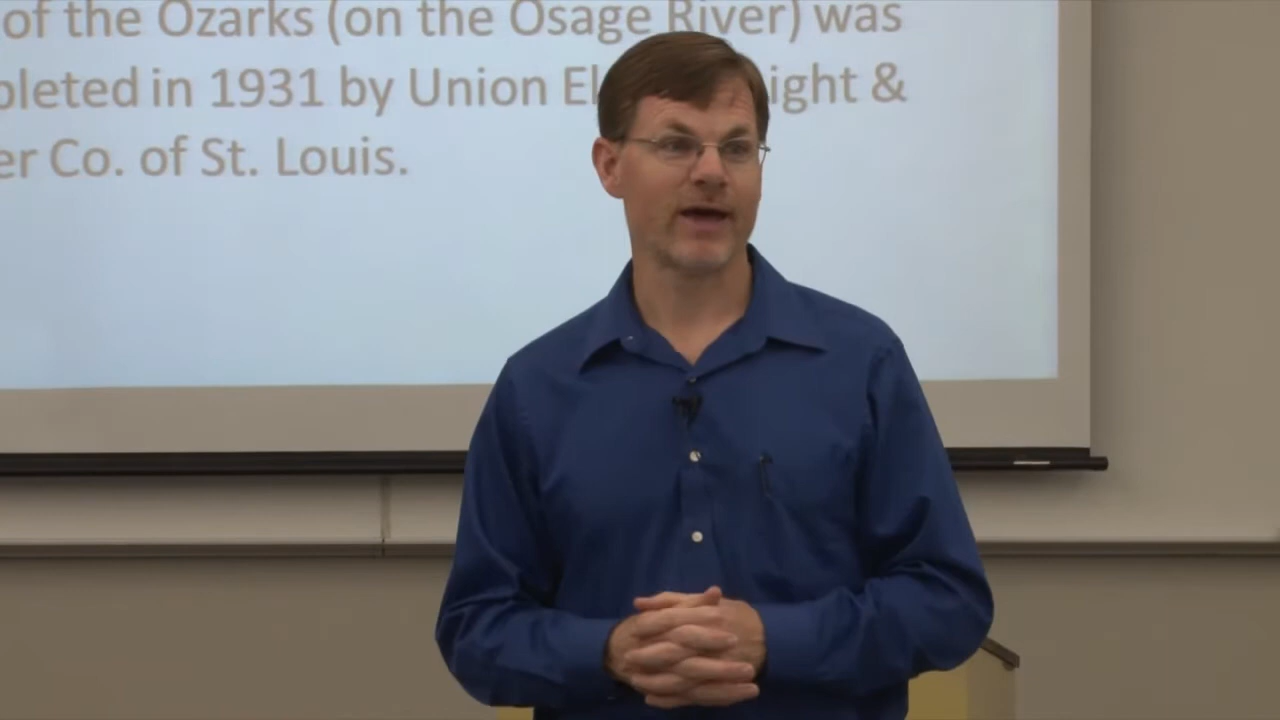 of the Ozarks (on the Osage River) was
pleted in 1931 by Union El ight &
er Co. of St. Louis.